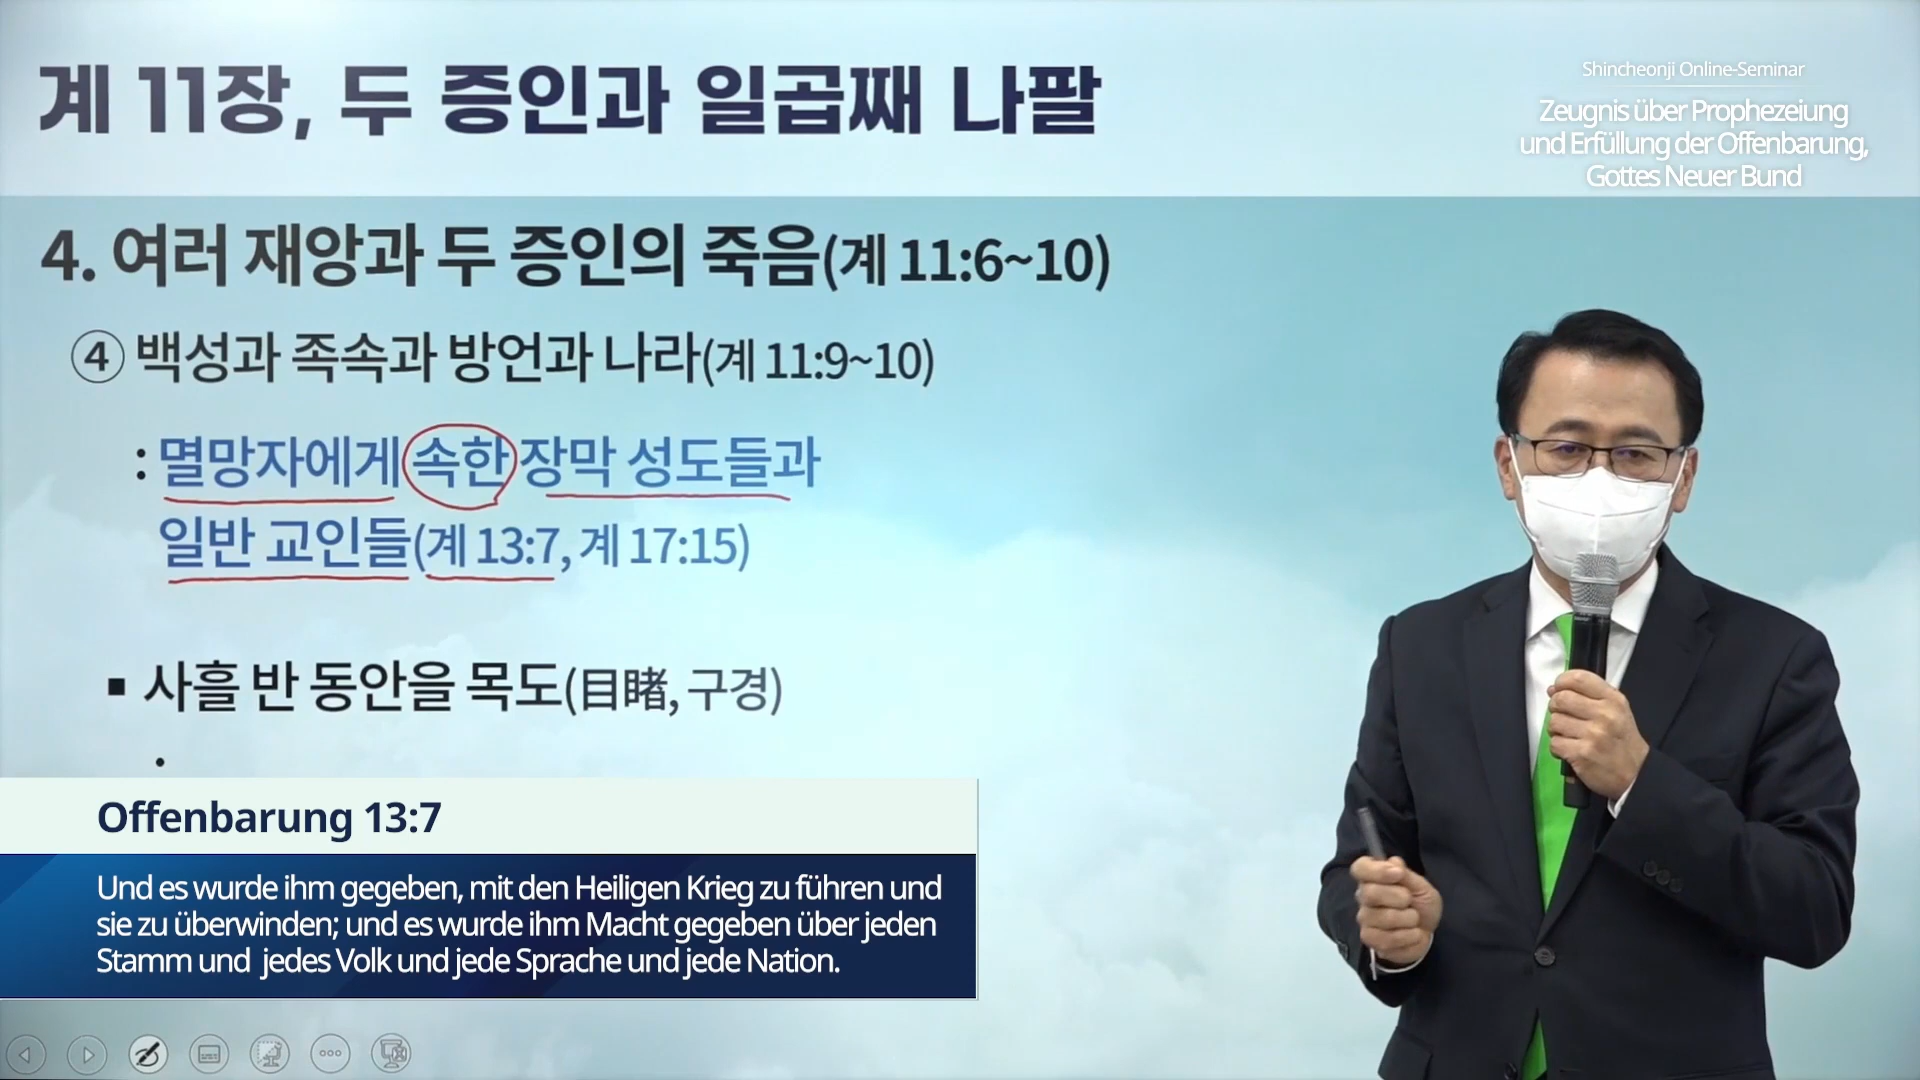 계 11장, 두 증인과 일곱째 나팔
Shincheonji Online-Seminar
Zeugnis über Prophezeiung
und Erfüllung der Offenbarung,
Gottes Neuer Bund
4. 여러 재앙과 두 증인의 죽음(계 11:6~10)
④ 백성과 족속과 방언과 나라(계 11:9~10)
: 멸망자에게 속한 장막 성도들과
일반 교인들(계 13:7, 계 17:15)
▪ 사흘 반 동안을 목도(目睹, 구경)
Offenbarung 13:7
Und es wurde ihm gegeben, mit den Heiligen Krieg zu führen und
sie zu überwinden; und es wurde ihm Macht gegeben über jeden
Stamm und  jedes Volk und jede Sprache und jede Nation.